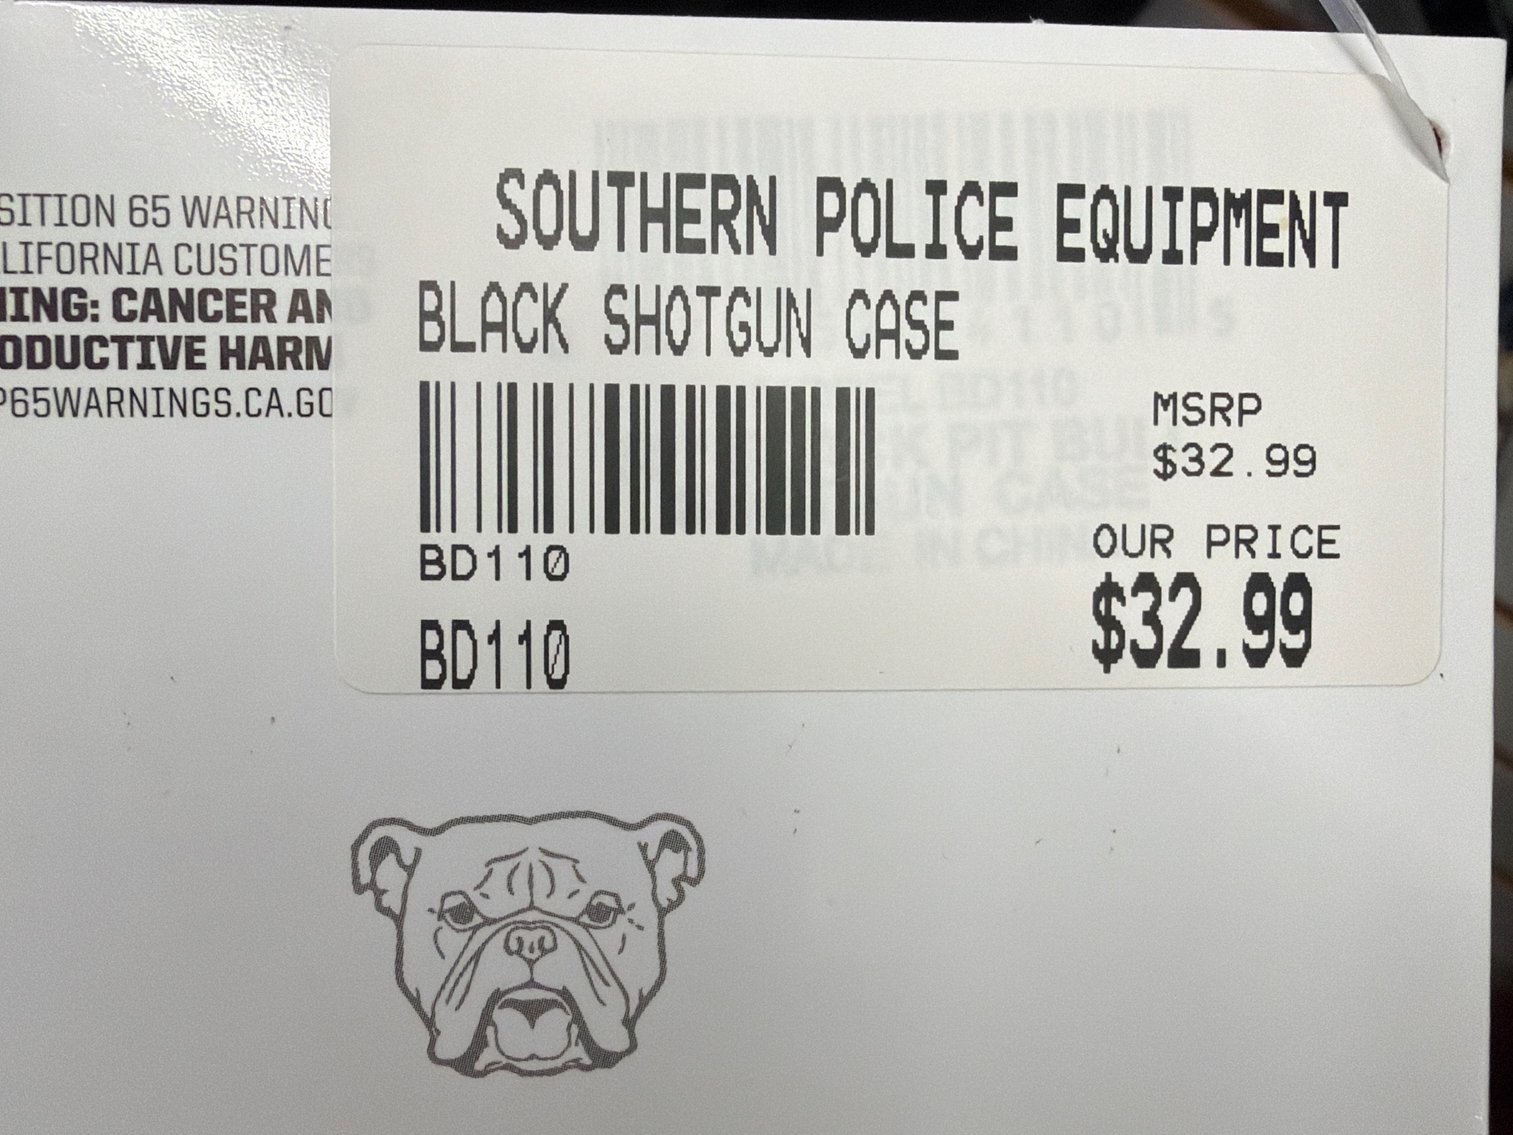 SITION 65 WARNING
LIFORNIA CUSTOME
ING: CANCER AN
ODUCTIVE HARM
P65WARNINGS.CA.GO
SOUTHERN POLICE EQUIPMENT
BLACK SHOTGUN CASE
MSRP
$32.99
BD110
OUR PRICE
BD110
$32.99